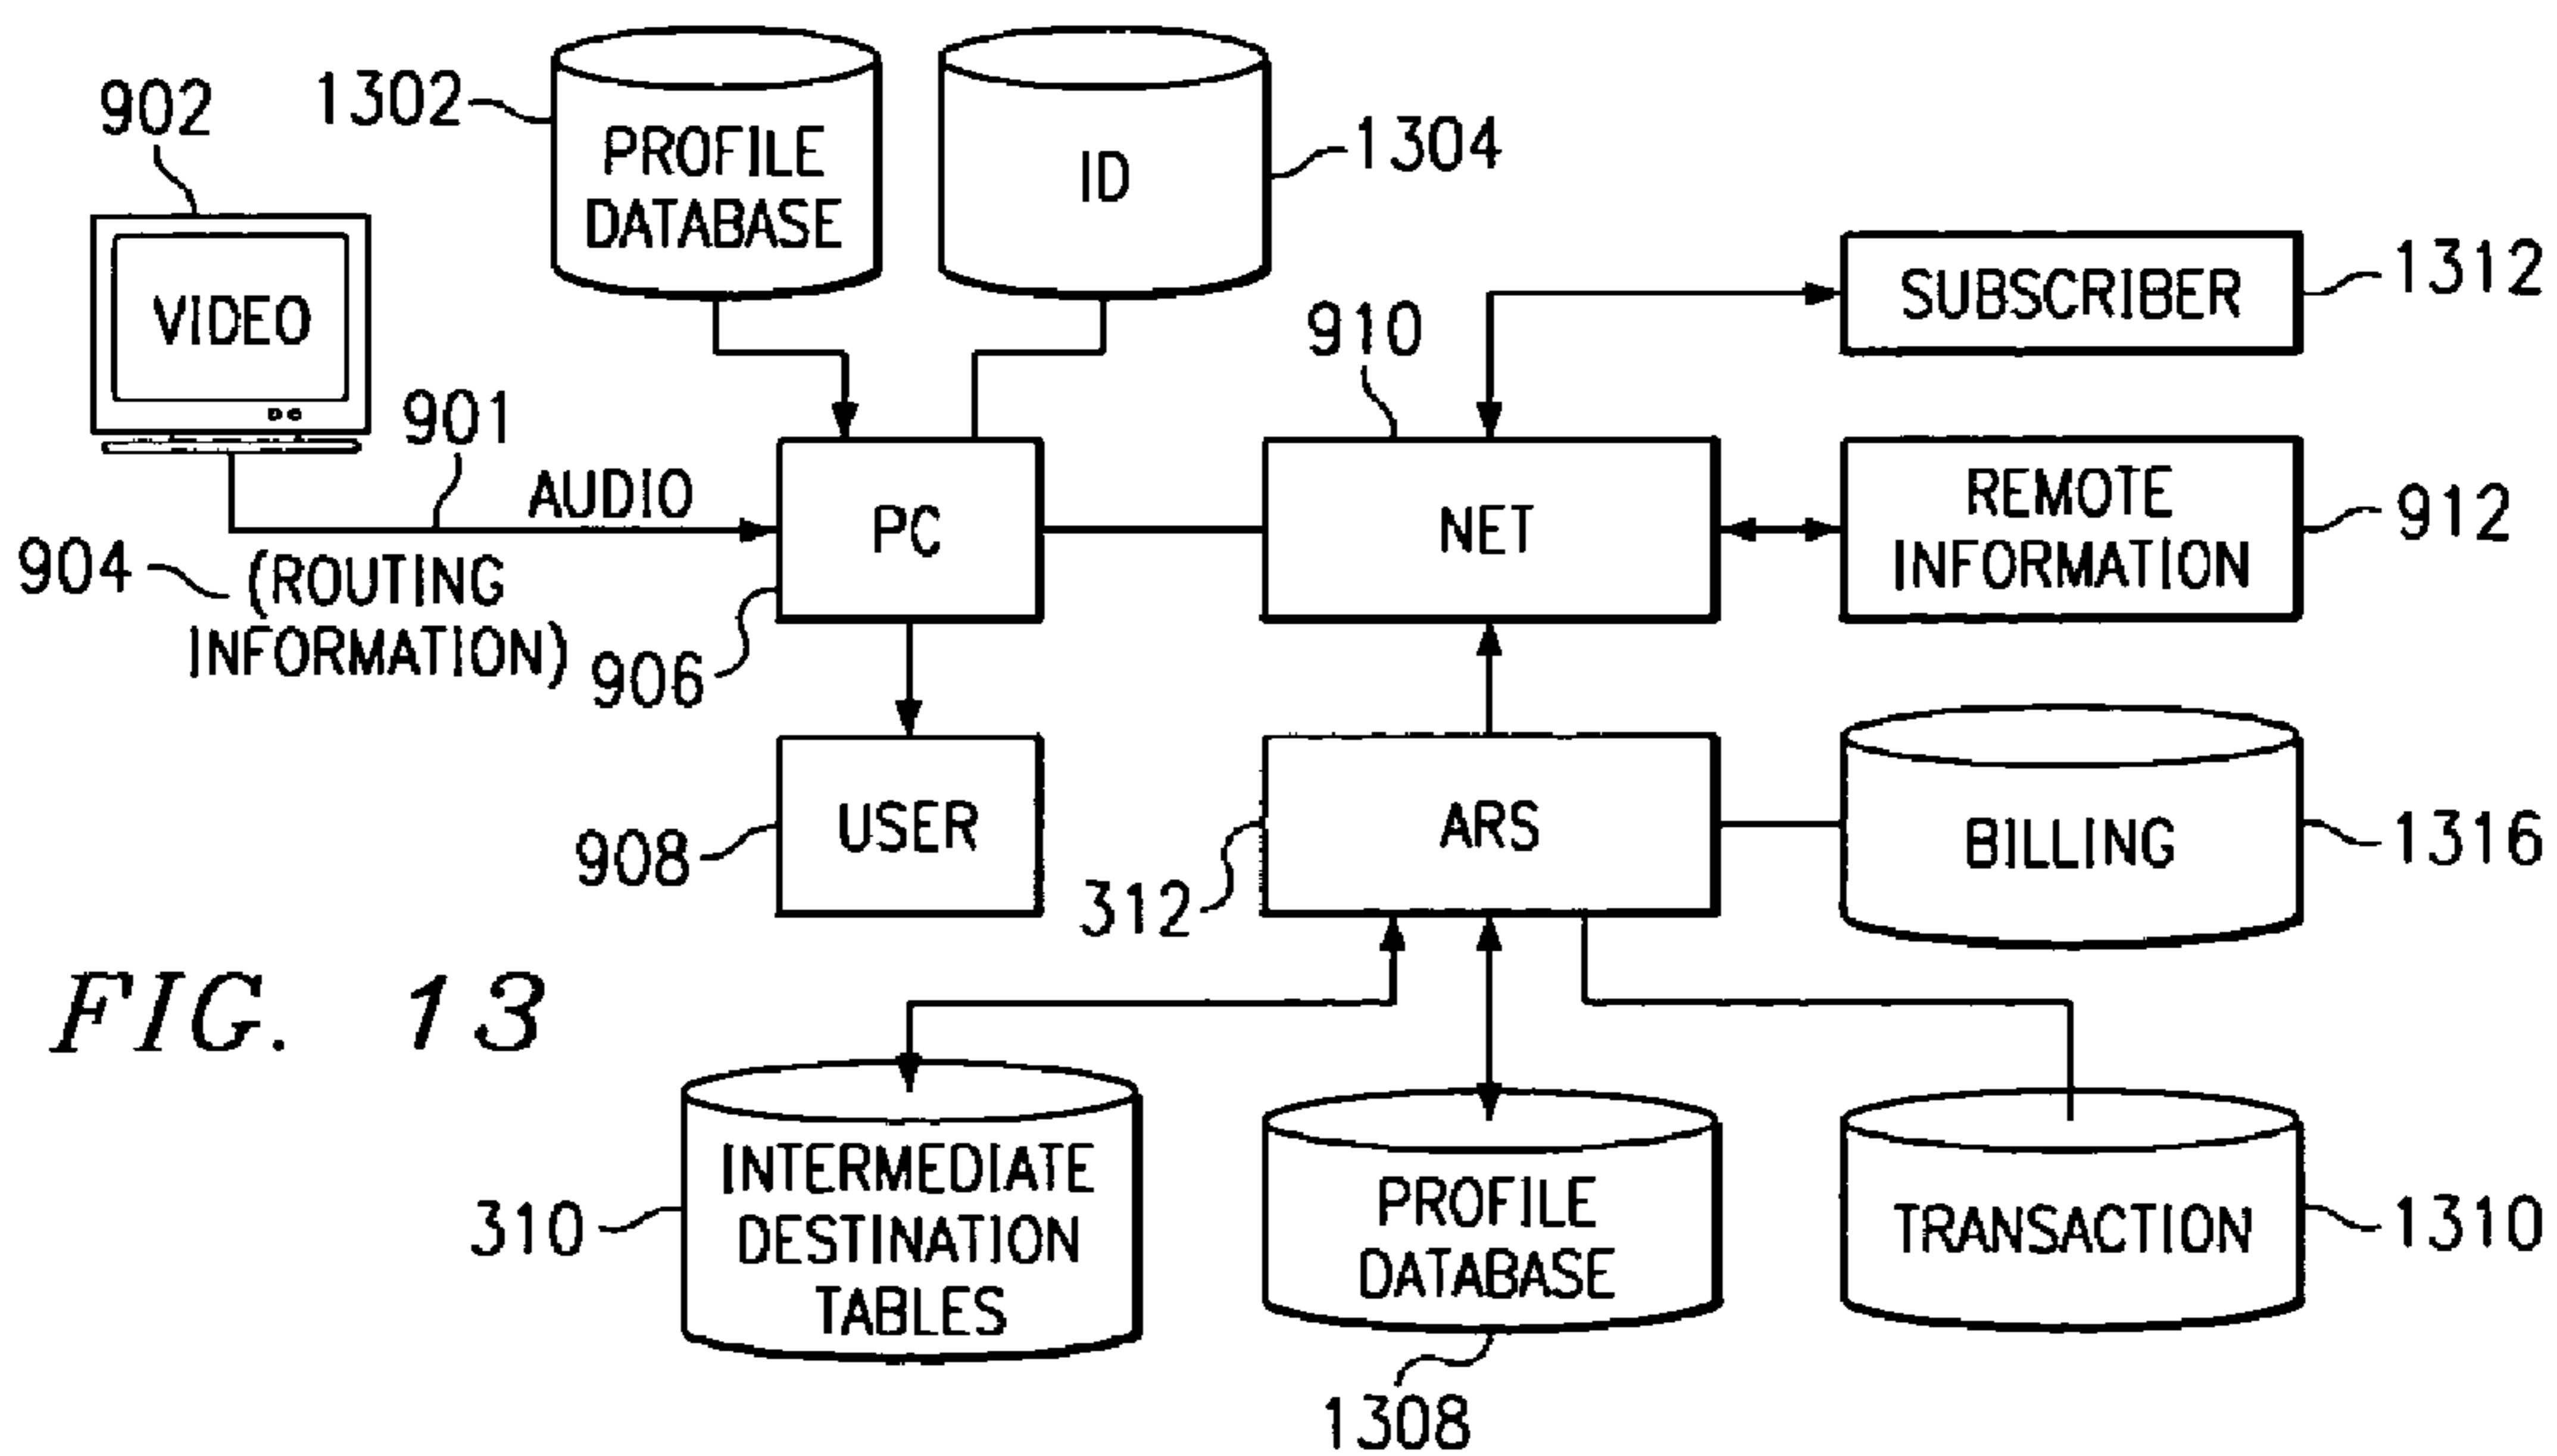 902
1302
PROFILE
DATABASE
ID
1304
VIDEO
SUBSCRIBER
1312
910
901
AUDIO
904
(ROUTING
INFORMATION)
PC
906
NET
REMOTE
INFORMATION
912
USER
908
ARS
312
BILLING
1316
FIG. 13
310
INTERMEDIATE
DESTINATION
TABLES
PROFILE
DATABASE
1308
TRANSACTION
1310